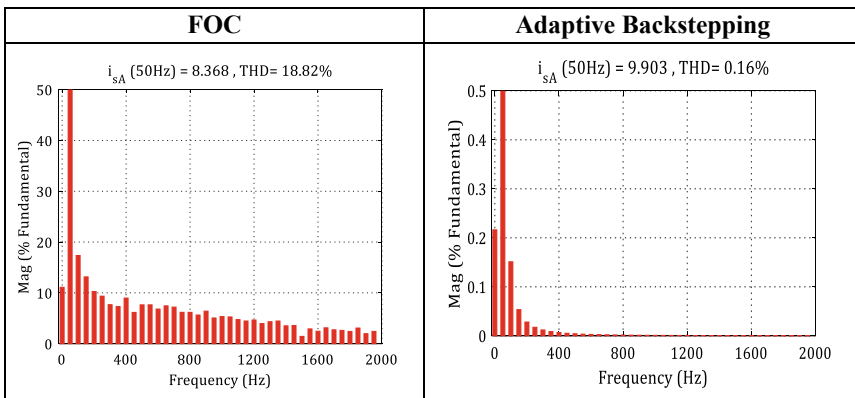 FOC
Adaptive Backstepping
i_sA (50Hz) = 8.368 , THD= 18.82%
50
40
30
20
10
0
Mag (% Fundamental)
0 400 800 1200 1600 2000
Frequency (Hz)
i_sA (50Hz) = 9.903 , THD= 0.16%
0.5
0.4
0.3
0.2
0.1
0
Mag (% Fundamental)
0 400 800 1200 1600 2000
Frequency (Hz)